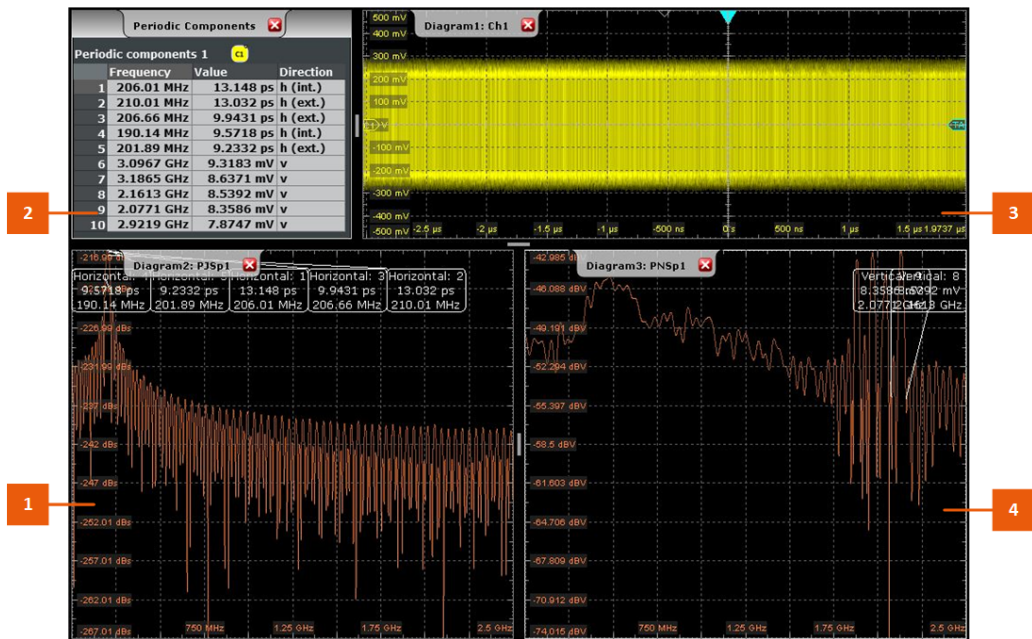 Periodic Components
Periodic components 1 C1
Frequency Value Direction
1 206.01 MHz 13.148 ps h (int.)
2 210.01 MHz 13.032 ps h (ext.)
3 206.66 MHz 9.9431 ps h (ext.)
4 190.14 MHz 9.5718 ps h (int.)
5 201.89 MHz 9.2332 ps h (ext.)
6 3.0967 GHz 9.3183 mV v
7 3.1865 GHz 8.6371 mV v
8 2.1613 GHz 8.5392 mV v
9 2.0771 GHz 8.3586 mV v
10 2.9219 GHz 7.8747 mV v
2
Diagram1: Ch1
500 mV
400 mV
300 mV
200 mV
100 mV
TA
-100 mV
-200 mV
-300 mV
-400 mV
-500 mV
-2.5 µs -2 µs -1.5 µs -1 µs -500 ns 0 s 500 ns 1 µs 1.5 µs 1.9737 µs
3
Diagram2: PJSp1
Horizontal: Horizontal: 1 Horizontal: 3 Horizontal: 2
9.5718 ps 9.2332 ps 13.148 ps 9.9431 ps 13.032 ps
190.14 MHz 201.89 MHz 206.01 MHz 206.66 MHz 210.01 MHz
-216.99
-226.99 dBs
-231.99 dBs
-237 dBs
-242 dBs
-247 dBs
-252.01 dBs
-257.01 dBs
-262.01 dBs
-267.01 dBs
750 MHz 1.25 GHz 1.75 GHz 2.5 GHz
1
Diagram3: PNSp1
-42.985 dBV
-46.088 dBV
-49.191 dBV
-52.294 dBV
-55.397 dBV
-58.5 dBV
-61.603 dBV
-64.706 dBV
-67.809 dBV
-70.912 dBV
-74.015 dBV
750 MHz 1.25 GHz 1.75 GHz 2.5 GHz
4